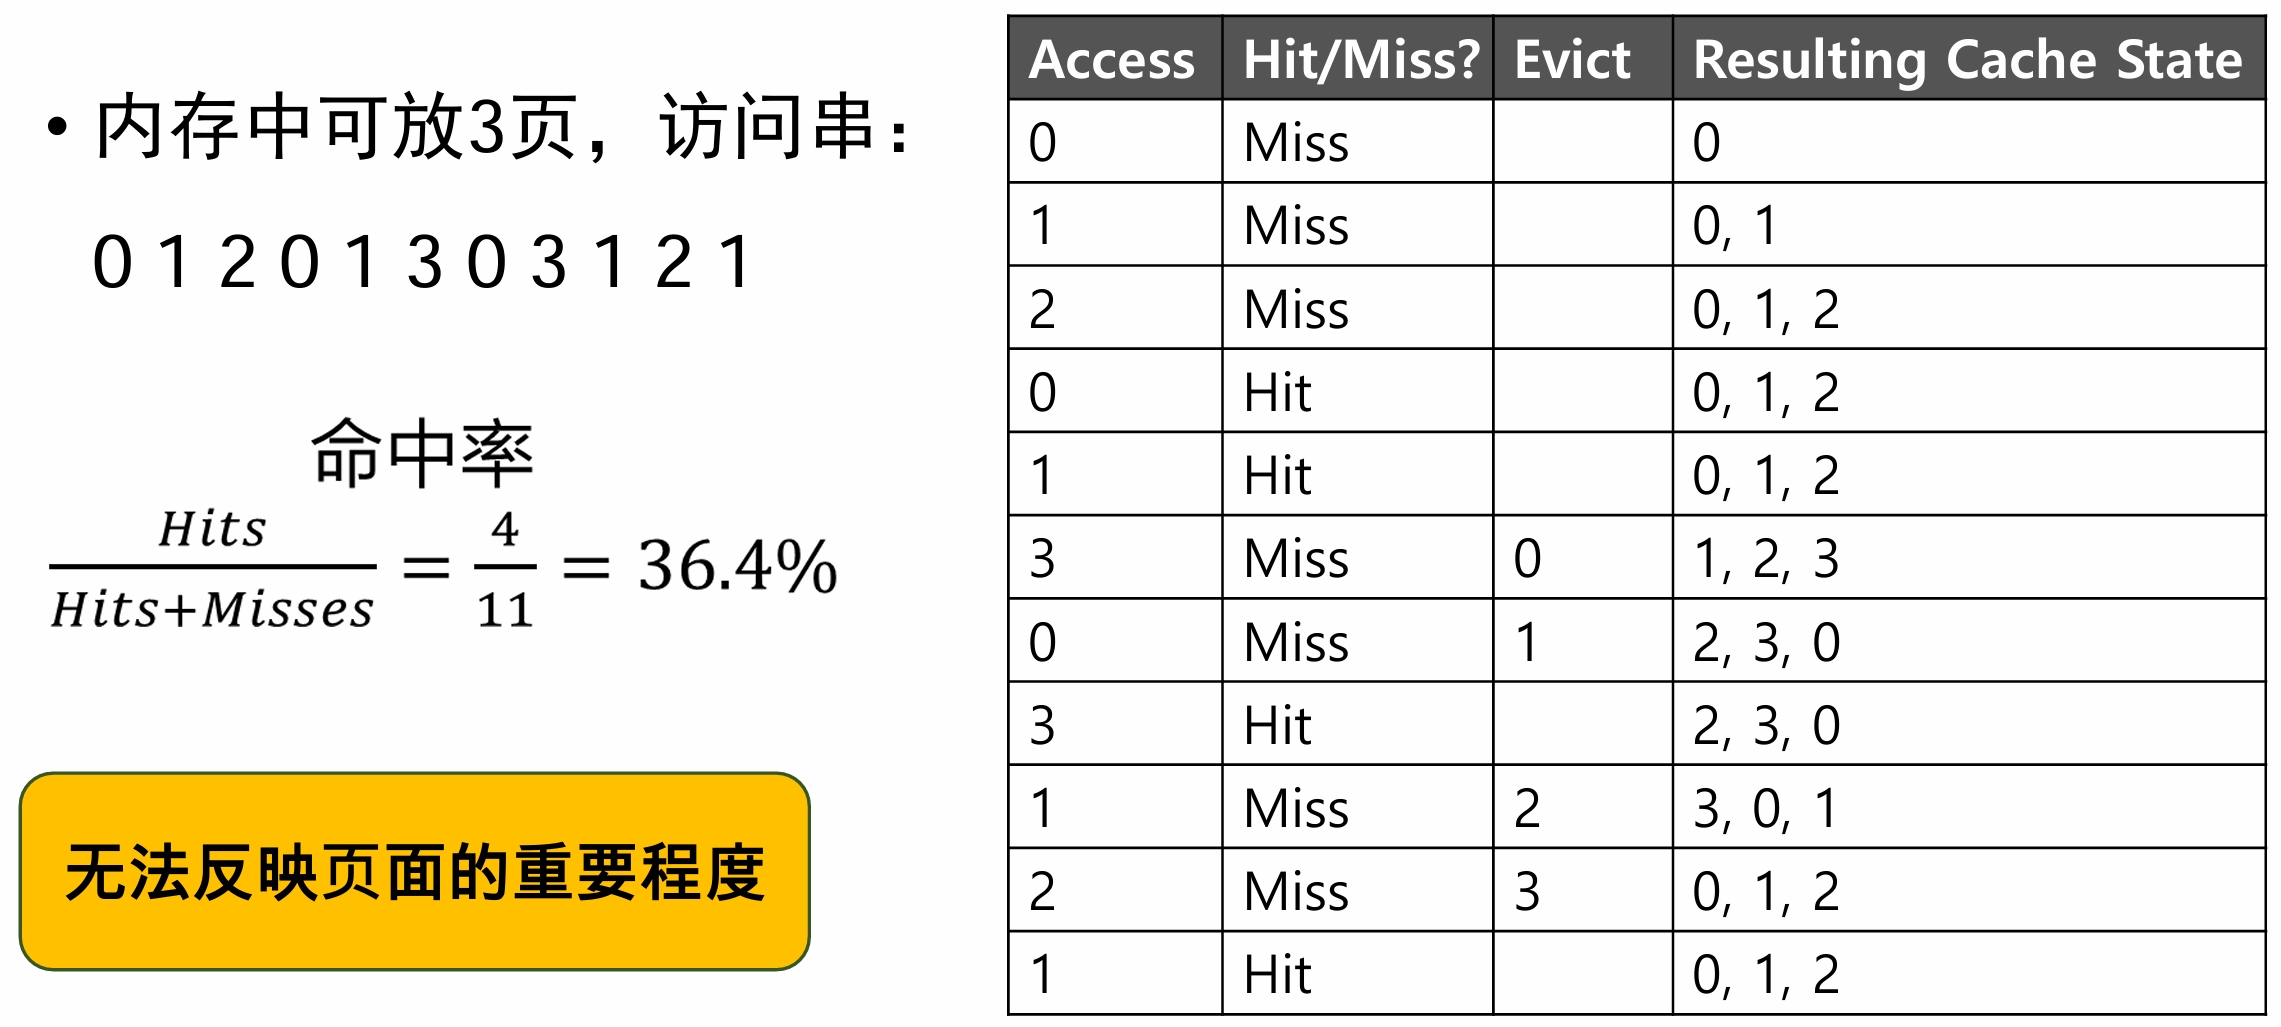 • 内存中可放3页，访问串：
0 1 2 0 1 3 0 3 1 2 1
命中率
Hits/(Hits+Misses) = 4/11 = 36.4%
无法反映页面的重要程度
Access Hit/Miss? Evict Resulting Cache State
0 Miss 0
1 Miss 0, 1
2 Miss 0, 1, 2
0 Hit 0, 1, 2
1 Hit 0, 1, 2
3 Miss 0 1, 2, 3
0 Miss 1 2, 3, 0
3 Hit 2, 3, 0
1 Miss 2 3, 0, 1
2 Miss 3 0, 1, 2
1 Hit 0, 1, 2